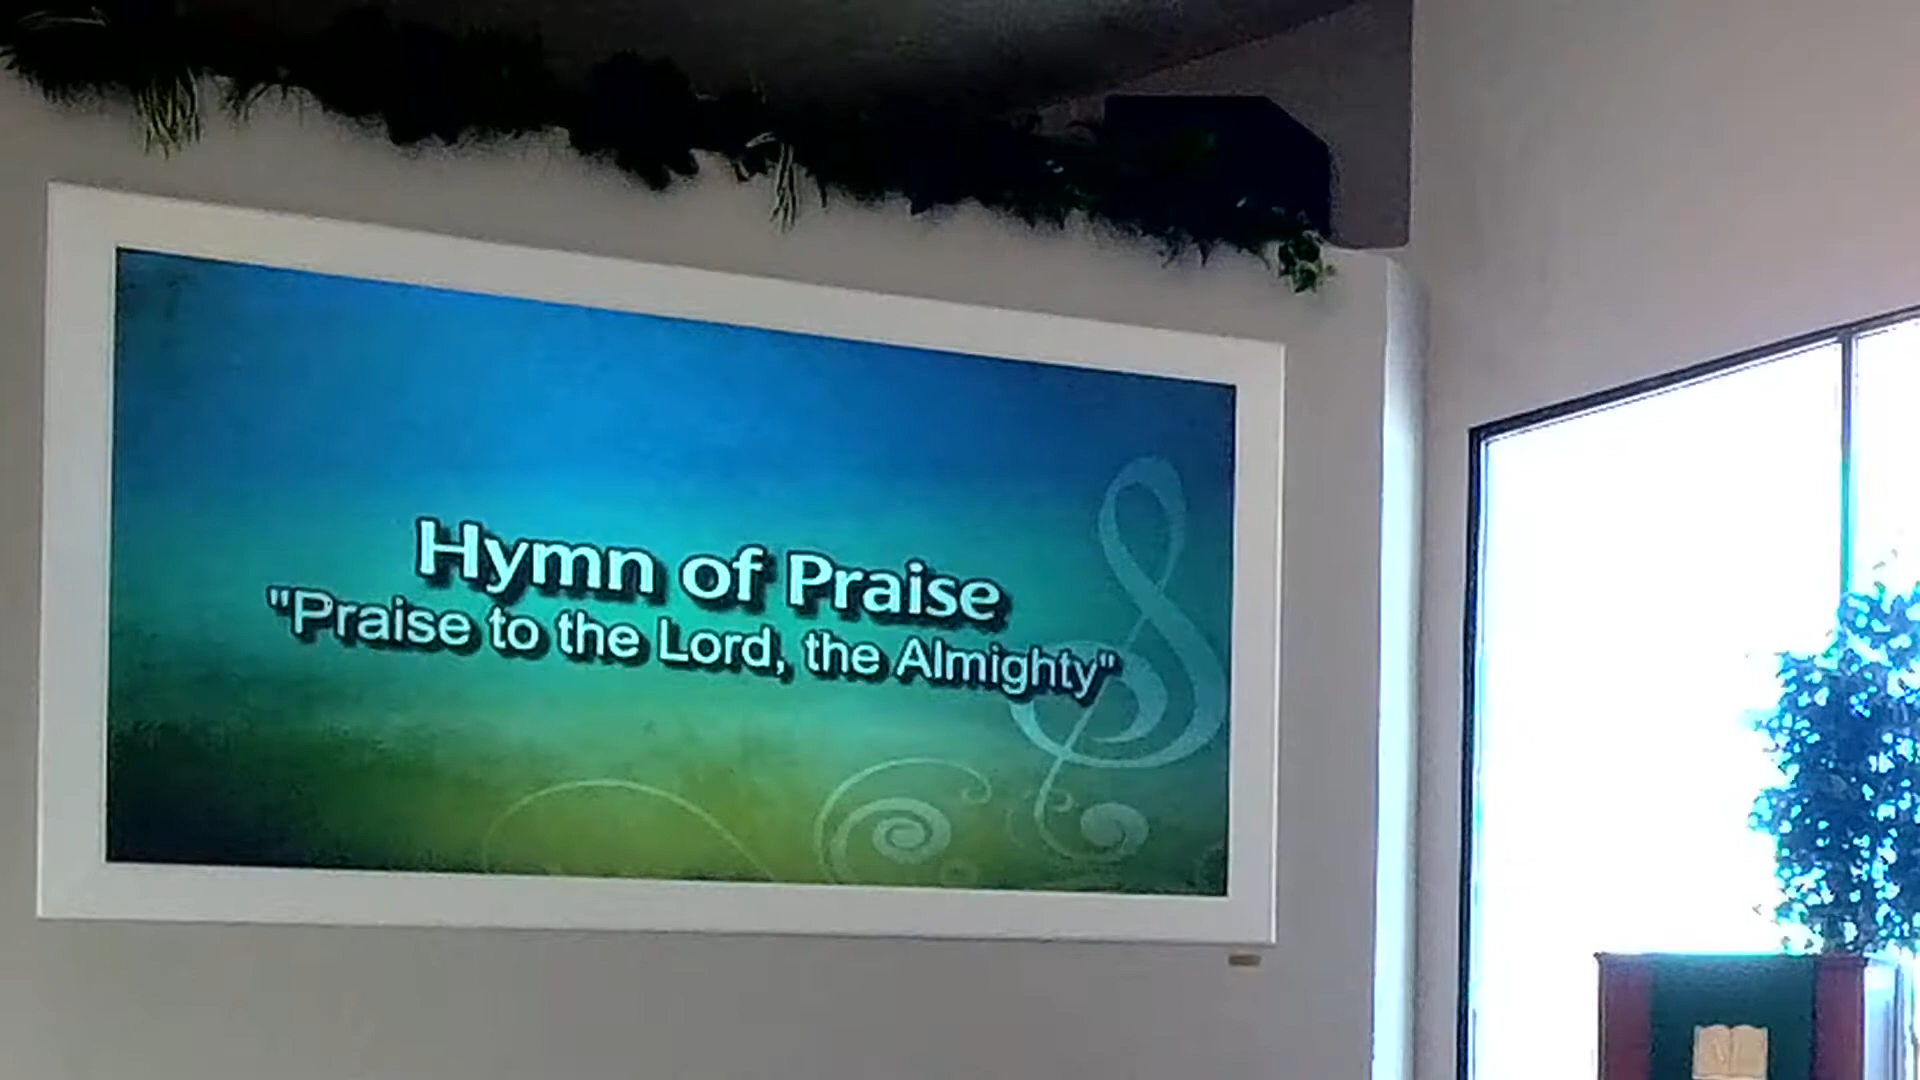 Hymn of Praise
"Praise to the Lord, the Almighty"